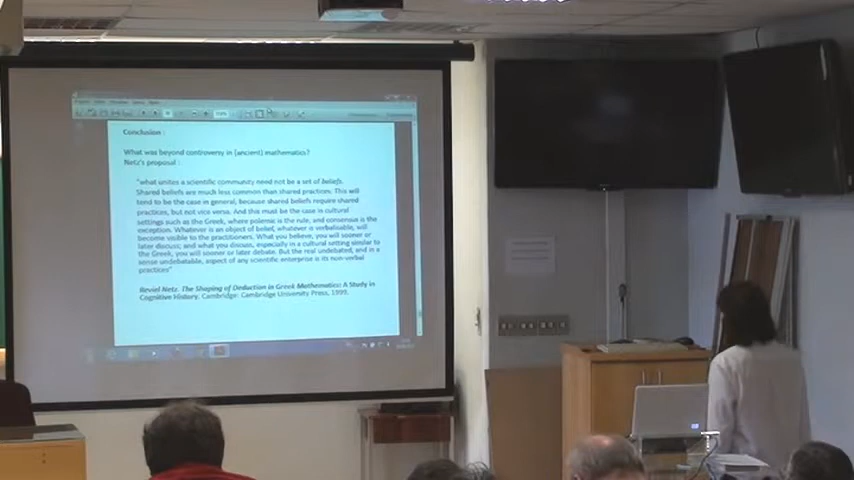 Conclusion :
What was beyond controversy in (ancient) mathematics?
Netz's proposal :
"what unites a scientific community need not be a set of beliefs.
Shared beliefs are much less common than shared practices. This will
tend to be the case in general, because shared beliefs require shared
practices, but not vice versa. And this must be the case in cultural
settings such as the Greek, where polemic is the rule, and consensus is the
exception. Whatever is an object of belief, whatever is verbalisable, will
become visible to the practitioners. What you believe, you will sooner or
later discuss; and what you discuss, especially in a cultural setting similar to
the Greek, you will sooner or later debate. But the real undebated, and in a
sense undebatable, aspect of any scientific enterprise is its non-verbal
practices"
Reviel Netz. The Shaping of Deduction in Greek Mathematics: A Study in
Cognitive History. Cambridge: Cambridge University Press, 1999.